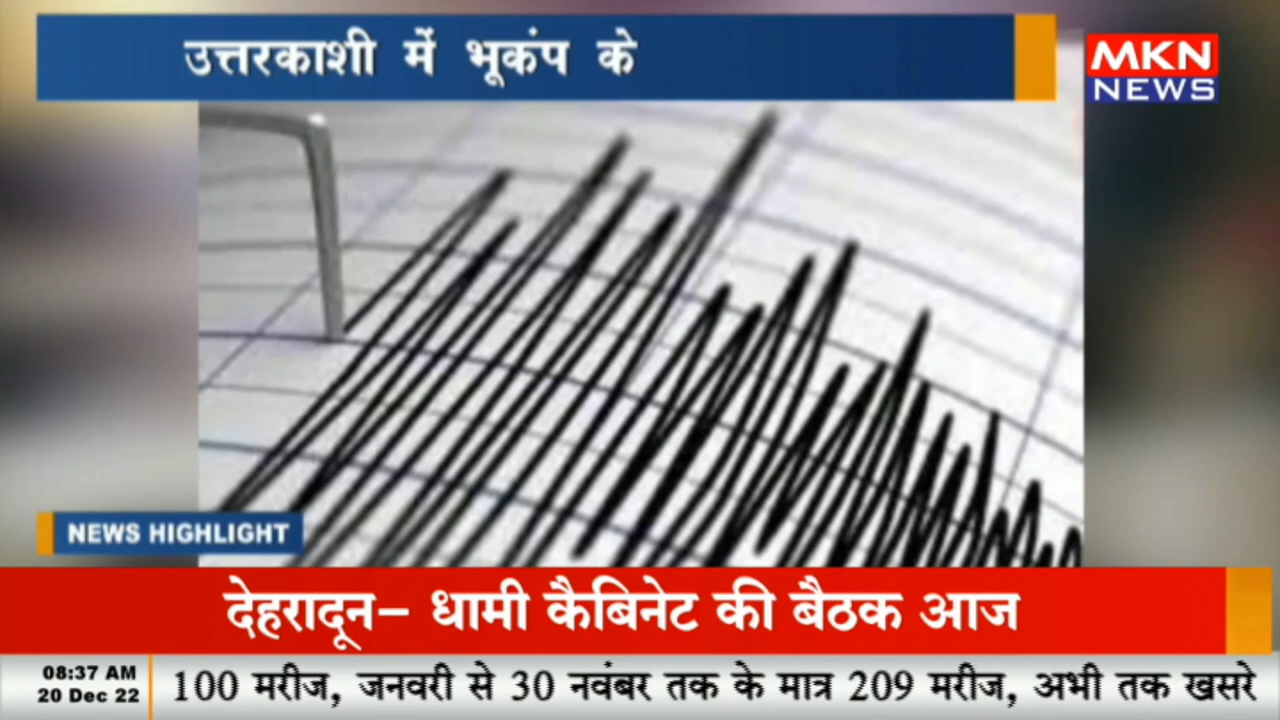 उत्तरकाशी में भूकंप के
MKN
NEWS
NEWS HIGHLIGHT
देहरादून– धामी कैबिनेट की बैठक आज
08:37 AM
20 Dec 22
100 मरीज, जनवरी से 30 नवंबर तक के मात्र 209 मरीज, अभी तक खसरे